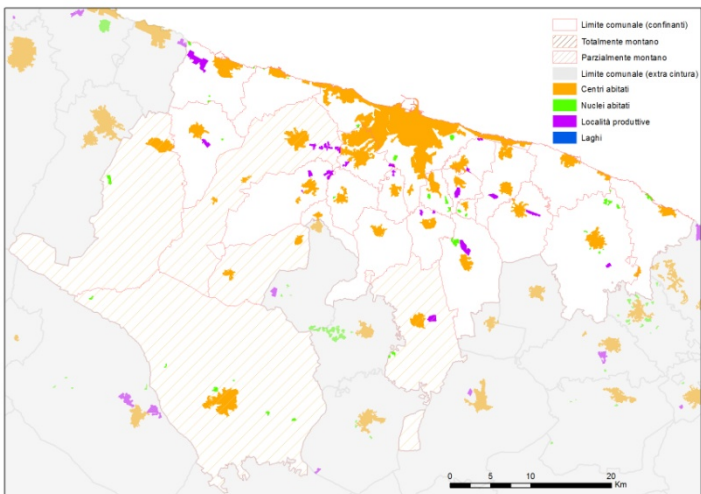 Limite comunale (confinanti)
Totalmente montano
Parzialmente montano
Limite comunale (extra cintura)
Centri abitati
Nuclei abitati
Località produttive
Laghi
0 5 10 20
Km